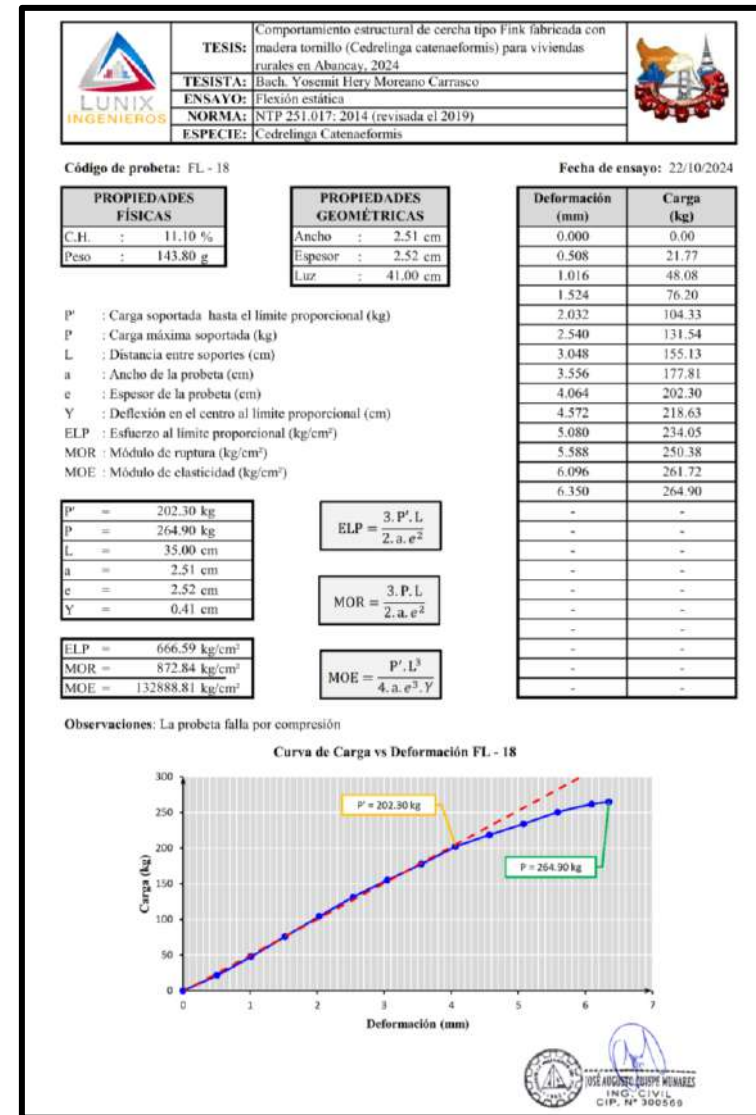 LUNIX
INGENIEROS
TESIS: Comportamiento estructural de cercha tipo Fink fabricada con
madera tornillo (Cedrelinga catenaeformis) para viviendas
rurales en Abancay, 2024
TESISTA: Bach. Yosemit Hery Moreano Carrasco
ENSAYO: Flexión estática
NORMA: NTP 251.017: 2014 (revisada el 2019)
ESPECIE: Cedrelinga Catenaeformis
Código de probeta: FL - 18
Fecha de ensayo: 22/10/2024
PROPIEDADES
FÍSICAS
C.H. : 11.10 %
Peso : 143.80 g
PROPIEDADES
GEOMÉTRICAS
Ancho : 2.51 cm
Espesor : 2.52 cm
Luz : 41.00 cm
Deformación (mm) Carga (kg)
0.000 0.00
0.508 21.77
1.016 48.08
1.524 76.20
2.032 104.33
2.540 131.54
3.048 155.13
3.556 177.81
4.064 202.30
4.572 218.63
5.080 234.05
5.588 250.38
6.096 261.72
6.350 264.90
- -
- -
- -
- -
- -
- -
- -
- -
- -
- -
P' : Carga soportada hasta el límite proporcional (kg)
P : Carga máxima soportada (kg)
L : Distancia entre soportes (cm)
a : Ancho de la probeta (cm)
e : Espesor de la probeta (cm)
Y : Deflexión en el centro al límite proporcional (cm)
ELP : Esfuerzo al límite proporcional (kg/cm²)
MOR : Módulo de ruptura (kg/cm²)
MOE : Módulo de elasticidad (kg/cm²)
P' = 202.30 kg
P = 264.90 kg
L = 35.00 cm
a = 2.51 cm
e = 2.52 cm
Y = 0.41 cm
ELP = 3. P'. L / 2. a. e²
MOR = 3. P. L / 2. a. e²
MOE = P'. L³ / 4. a. e³. Y
ELP = 666.59 kg/cm²
MOR = 872.84 kg/cm²
MOE = 132888.81 kg/cm²
Observaciones: La probeta falla por compresión
Curva de Carga vs Deformación FL - 18
Carga (kg)
300
250
200
150
100
50
0
P' = 202.30 kg
P = 264.90 kg
0 1 2 3 4 5 6 7
Deformación (mm)
JOSÉ AUGUSTO QUISPE MUNARES
ING. CIVIL
CIP. N° 300569